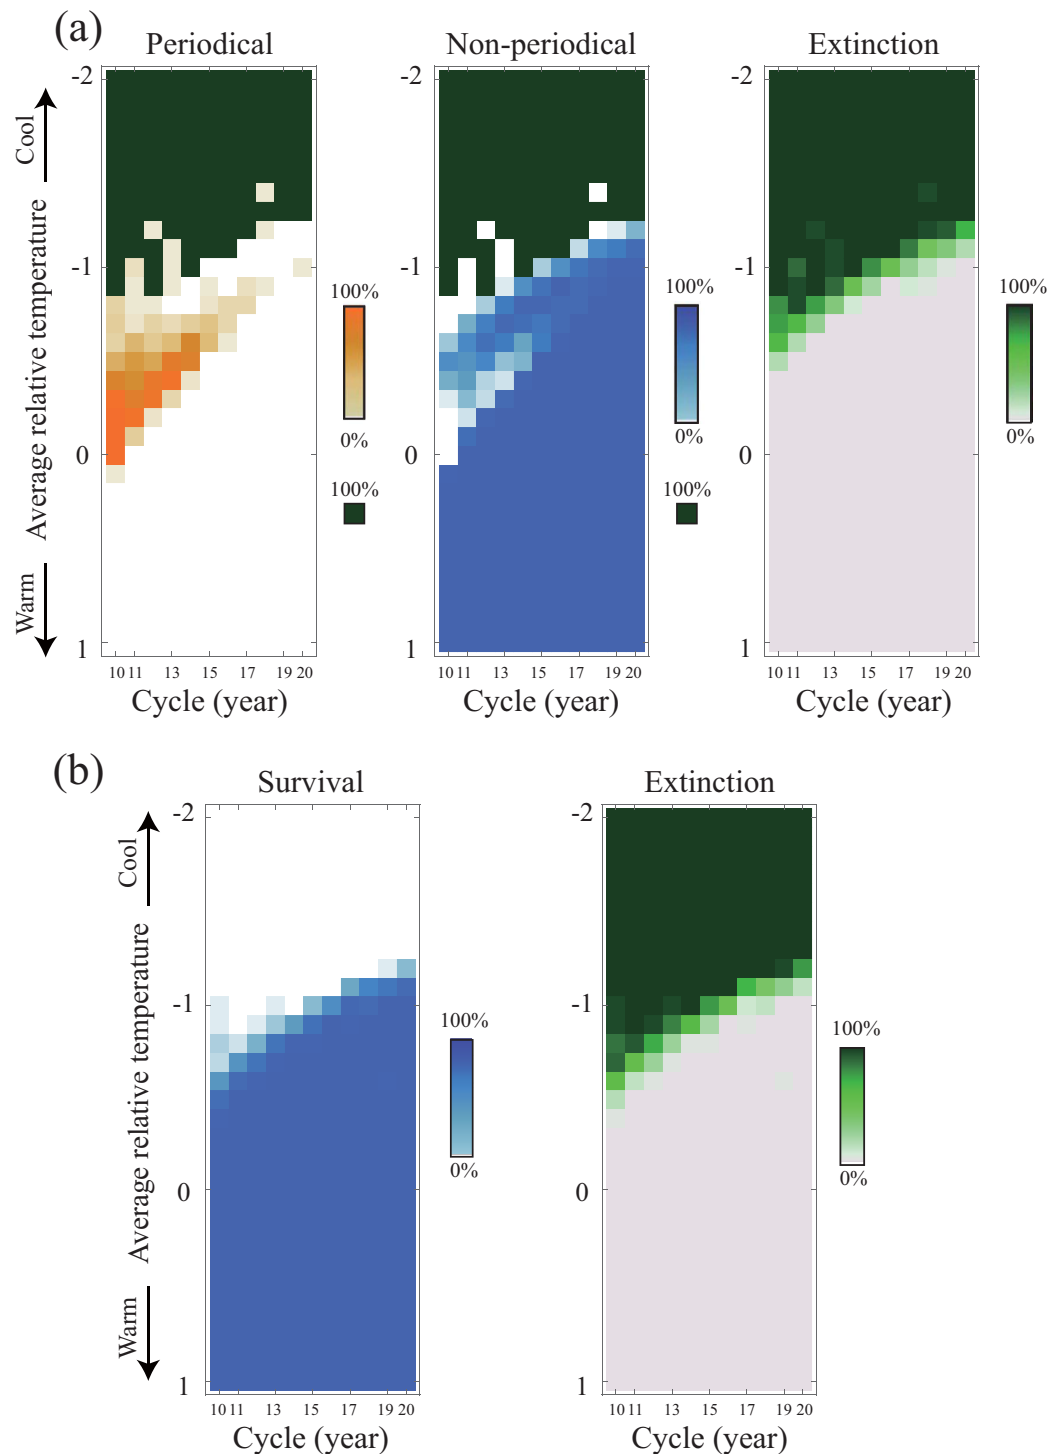 (a)
Periodical
Non-periodical
Extinction
-2
-1
0
1
-2
-1
0
1
-2
-1
0
1
Cool
Average relative temperature
Warm
100%
0%
100%
100%
0%
100%
100%
0%
10 11 13 15 17 19 20
10 11 13 15 17 19 20
10 11 13 15 17 19 20
Cycle (year)
Cycle (year)
Cycle (year)
(b)
Survival
Extinction
-2
-1
0
1
-2
-1
0
1
Cool
Average relative temperature
Warm
100%
0%
100%
0%
10 11 13 15 17 19 20
10 11 13 15 17 19 20
Cycle (year)
Cycle (year)